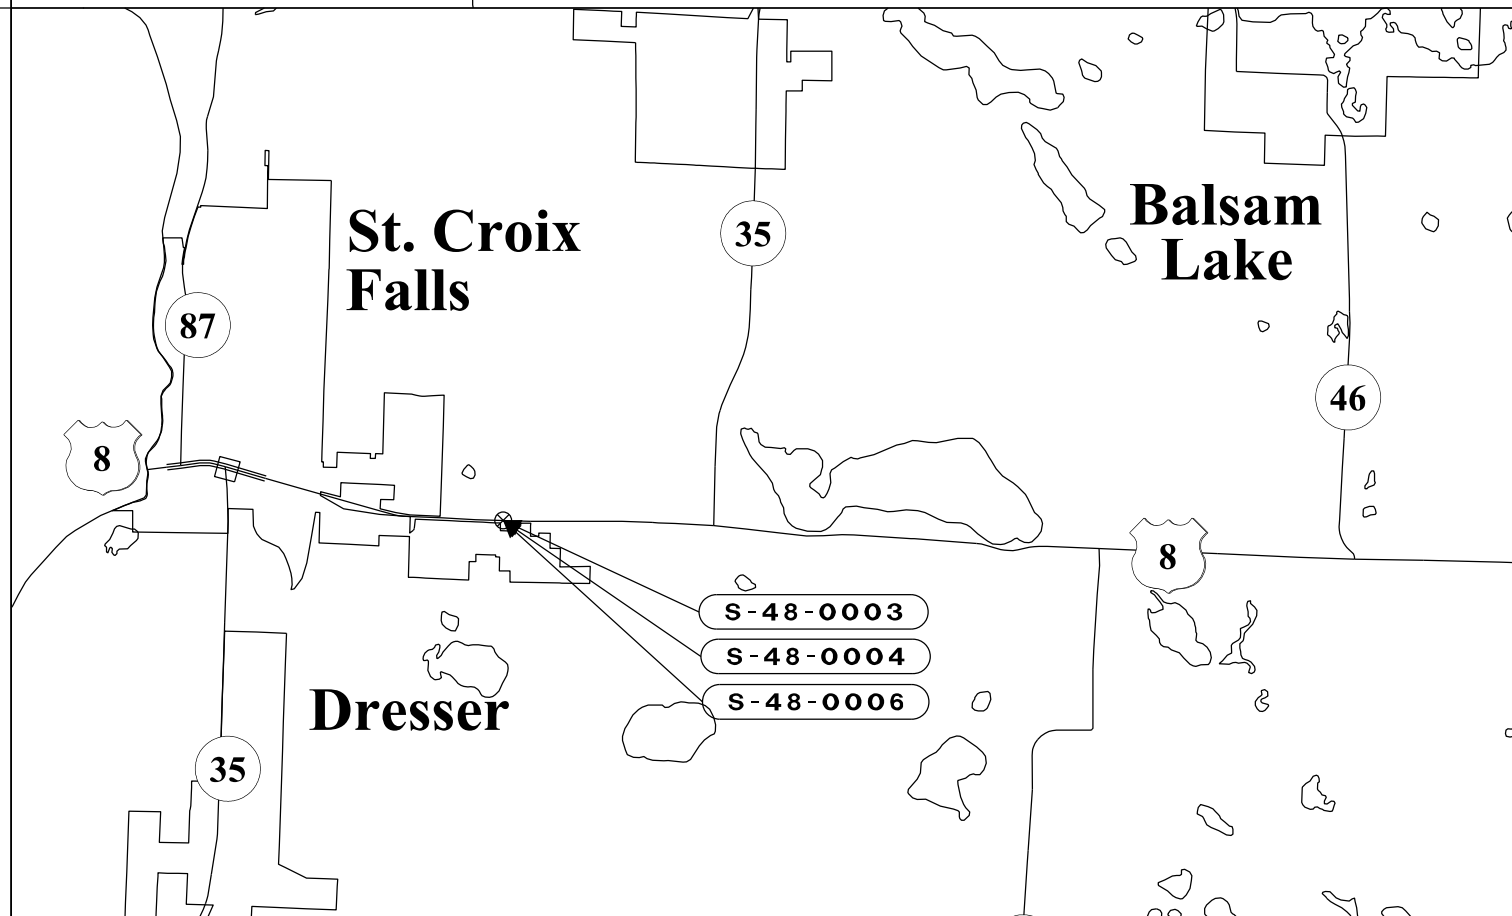 St. Croix
Falls
Balsam
Lake
35
87
46
8
8
S-48-0003
S-48-0004
S-48-0006
Dresser
35